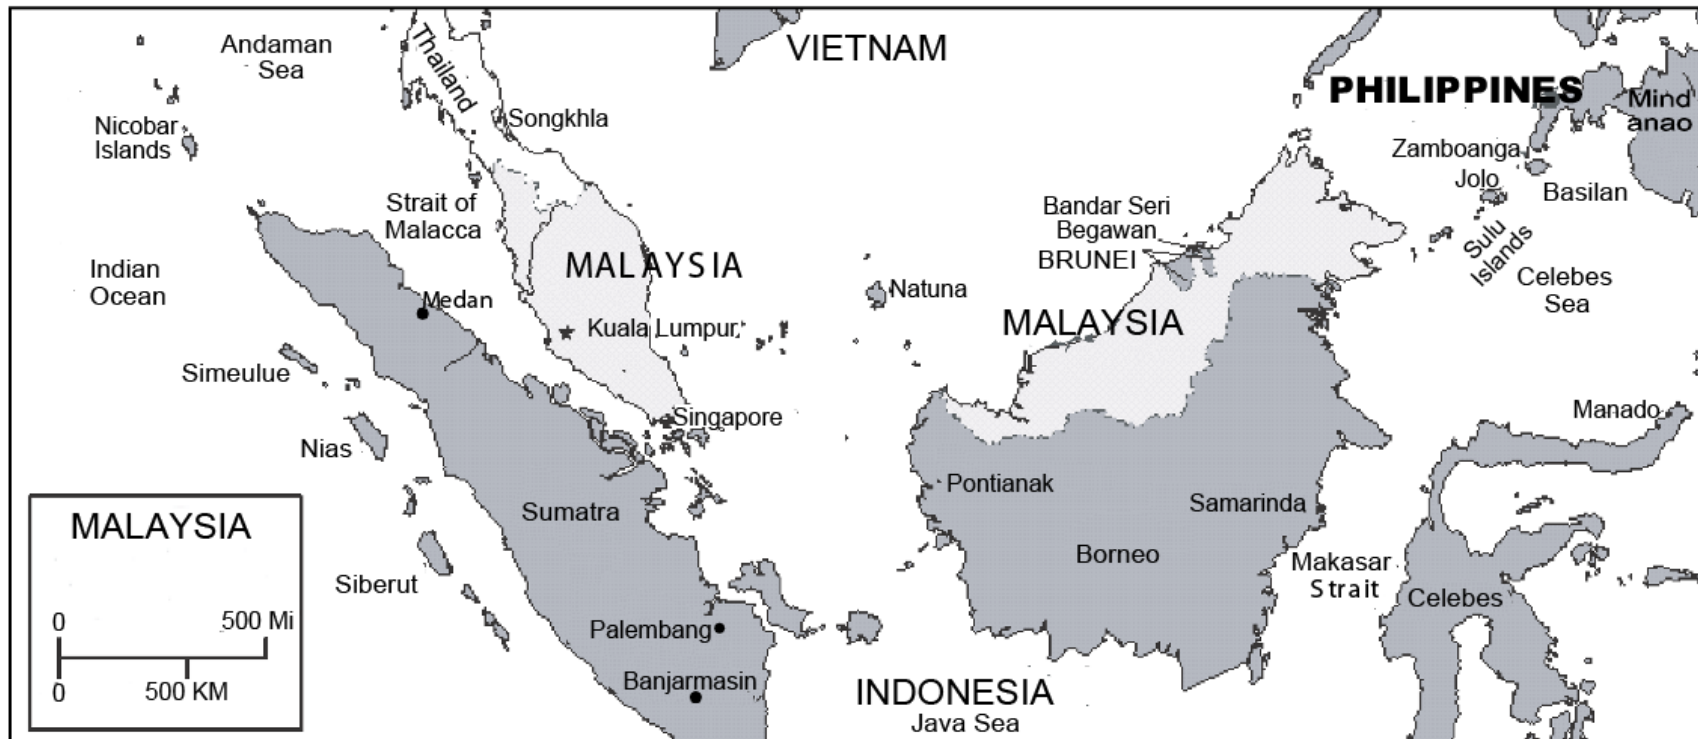 Andaman
Sea
Thailand
VIETNAM
PHILIPPINES
Mind
anao
Nicobar
Islands
Songkhla
Zamboanga
Jolo
Basilan
Strait of
Malacca
Bandar Seri
Begawan
BRUNEI
Sulu
Islands
Indian
Ocean
MALAYSIA
Celebes
Sea
Medan
Natuna
Kuala Lumpur
MALAYSIA
Simeulue
Singapore
Manado
Nias
Pontianak
Samarinda
Sumatra
Borneo
Makasar
Strait
Siberut
Celebes
Palembang
Banjarmasin
INDONESIA
Java Sea
MALAYSIA
0 500 Mi
0 500 KM